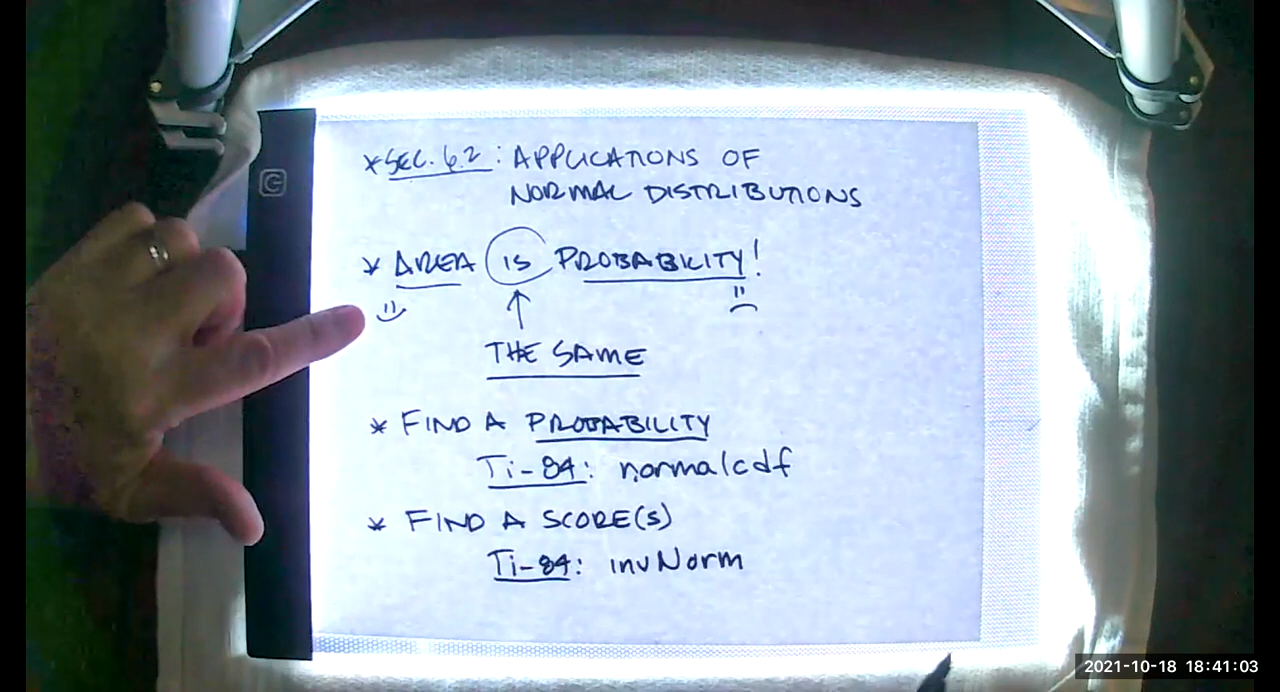 *SEC. 6.2: APPLICATIONS OF
NORMAL DISTRIBUTIONS
* AREA IS PROBABILITY!
THE SAME
* FIND A PROBABILITY
Ti-84: normalcdf
* FIND A SCORE(S)
Ti-84: invNorm
2021-10-18 18:41:03